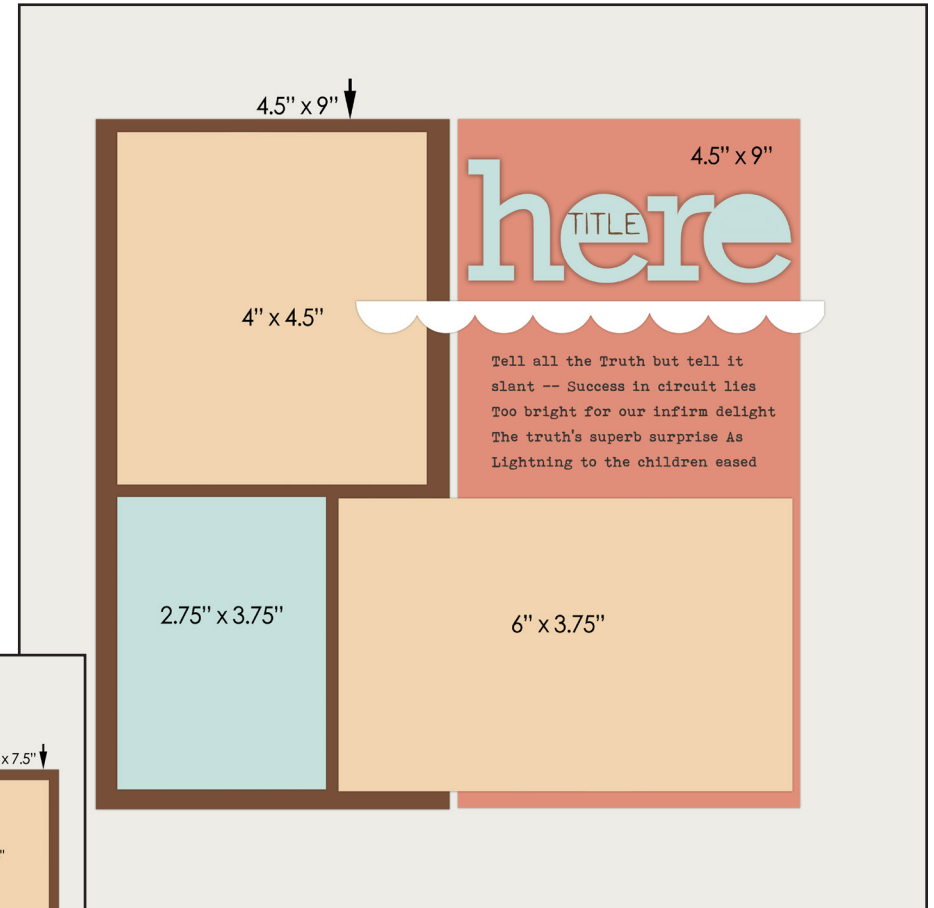 4.5” x 9”
4.5” x 9”
here
TITLE
4” x 4.5”
Tell all the Truth but tell it
slant -- Success in circuit lies
Too bright for our infirm delight
The truth's superb surprise As
Lightning to the children eased
2.75” x 3.75”
6” x 3.75”
x 7.5”
”